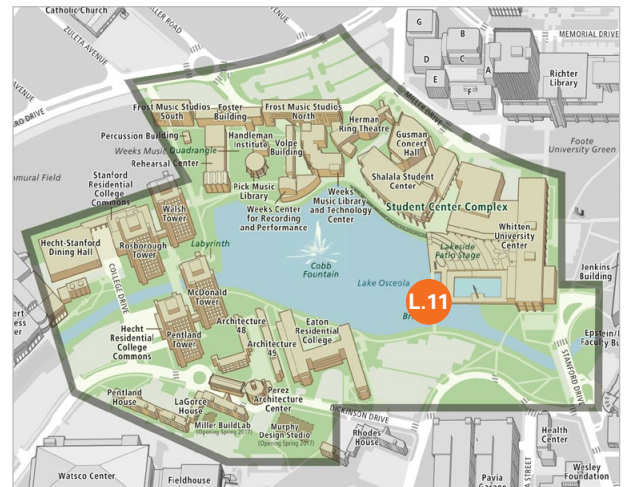 Catholic Church
MILLER ROAD
ZULETA AVENUE
AVENUE
AVENUE
G
B
MEMORIAL DRIVE
D
C
A
E
F
Richter
Library
MILLER DRIVE
Frost Music Studios
South
Foster
Building
Frost Music Studios
North
Herman
Ring Theatre
Gusman
Concert
Hall
Foote
University Green
Percussion Building
Weeks Music Quadrangle
Handleman
Institute
Volpe
Building
Rehearsal Center
Stanford
Residential
College
Commons
Pick Music
Library
Shalala Student
Center
Weeks Center
for Recording
and Performance
Weeks
Music Library
and Technology
Center
Student Center Complex
Walsh
Tower
Whitten
University
Center
Hecht-Stanford
Dining Hall
Rosborough
Tower
Labyrinth
Lakeside
Patio Stage
Cobb
Fountain
Lake Osceola
Jenkins
Building
COLLEGE DRIVE
McDonald
Tower
L.11
Hecht
Residential
College
Commons
Pentland
Tower
Architecture
48
Architecture
49
Eaton
Residential
College
STANFORD DRIVE
Pentland
House
LaGorce
House
Perez
Architecture
Center
DICKINSON DRIVE
Miller BuildLab
(Opening Spring 2017)
Murphy
Design Studio
(Opening Spring 2017)
Rhodes
House
Health
Center
Watsco Center
Fieldhouse
Pavia
STREET
Wesley
Foundation